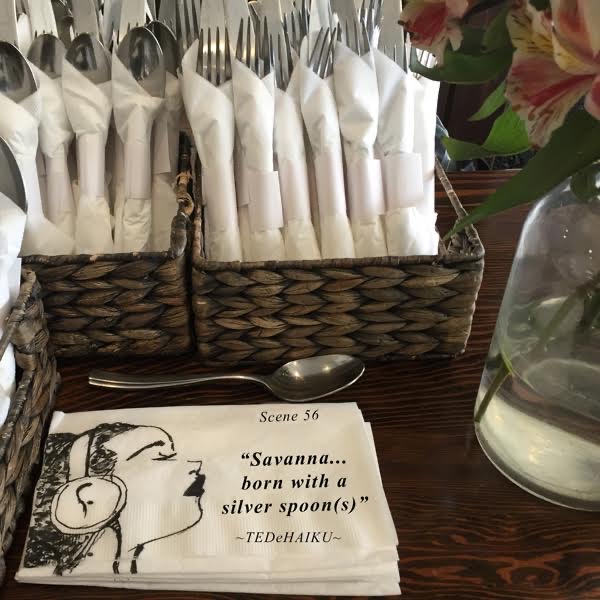 Scene 56
“Savanna...
born with a
silver spoon(s)”
~TEDeHAIKU~